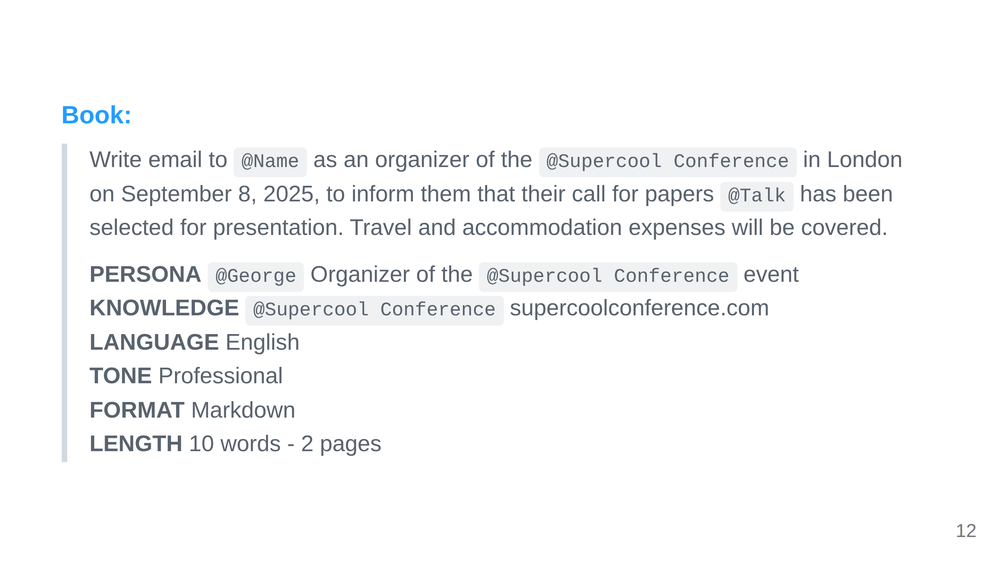 Book:
Write email to @Name as an organizer of the @Supercool Conference in London
on September 8, 2025, to inform them that their call for papers @Talk has been
selected for presentation. Travel and accommodation expenses will be covered.
PERSONA @George Organizer of the @Supercool Conference event
KNOWLEDGE @Supercool Conference supercoolconference.com
LANGUAGE English
TONE Professional
FORMAT Markdown
LENGTH 10 words - 2 pages
12